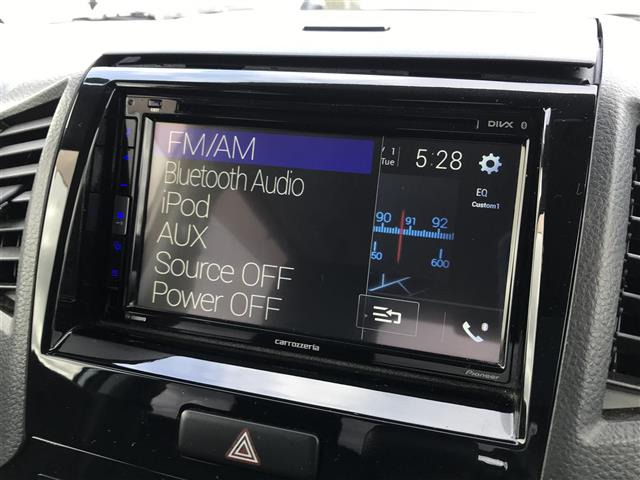 DIVX
FM/AM
Bluetooth Audio
iPod
AUX
Source OFF
Power OFF
1
Tue
5:28
EQ
Custom1
90 91 92
50 600
carrozzeria
Pioneer